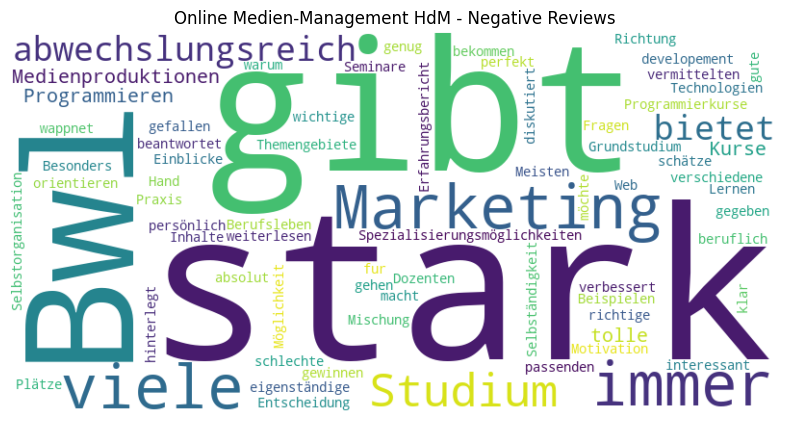 Online Medien-Management HdM - Negative Reviews
abwechslungsreich
genug
bekommen
Richtung
warum
perfekt
developement
gute
Medienproduktionen
Seminare
vermittelten
Technologien
Programmieren
gibt
Erfahrungsbericht
diskutiert
Programmierkurse
wichtige
wappnet
gefallen
Fragen
bietet
beantwortet
Themengebiete
Grundstudium
Kurse
Besonders
Einblicke
Meisten
schätze
orientieren
Hand
Web
verschiedene
Lernen
Praxis
Bwl
Marketing
möchte
gegeben
Selbstorganisation
persönlich
Berufsleben
Inhalte
weiterlesen
Spezialisierungsmöglichkeiten
beruflich
stark
absolut
Möglichkeit
fur
gehen
Dozenten
macht
Selbständigkeit
verbessert
Beispielen
klar
hinterlegt
Mischung
richtige
tolle
Motivation
schlechte
gewinnen
passenden
interessant
Plätze
viele
eigenständige
Entscheidung
Studium
immer